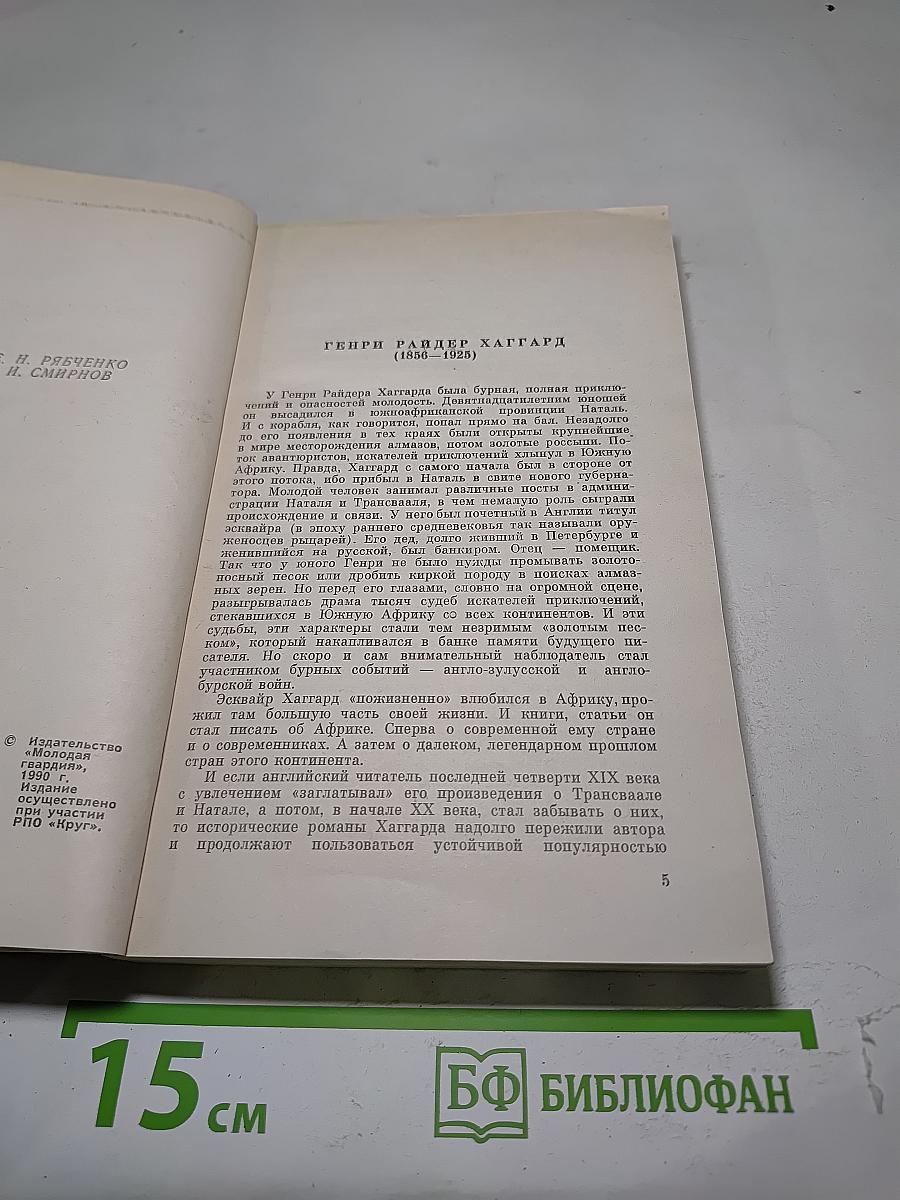 Н. РЯБЧЕНКО
И. СМИРНОВ
© Издательство
«Молодая
гвардия»,
1990 г.
Издание
осуществлено
при участии
РПО «Круг».
ГЕНРИ РАЙДЕР ХАГГАРД
(1856—1925)
У Генри Райдера Хаггарда была бурная, полная приклю-
чений и опасностей молодость. Девятнадцатилетним юношей
он высадился в южноафриканской провинции Наталь.
И с корабля, как говорится, попал прямо на бал. Незадолго
до его появления в тех краях были открыты крупнейшие
в мире месторождения алмазов, потом золотые россыпи. По-
ток авантюристов, искателей приключений хлынул в Южную
Африку. Правда, Хаггард с самого начала был в стороне от
этого потока, ибо прибыл в Наталь в свите нового губерна-
тора. Молодой человек занимал различные посты в админи-
страции Наталя и Трансвааля, в чем немалую роль сыграли
происхождение и связи. У него был почетный в Англии титул
эсквайра (в эпоху раннего средневековья так называли ору-
женосцев рыцарей). Его дед, долго живший в Петербурге и
женившийся на русской, был банкиром. Отец — помещик.
Так что у юного Генри не было нужды промывать золото-
носный песок или дробить киркой породу в поисках алмаз-
ных зерен. Но перед его глазами, словно на огромной сцене,
разыгрывалась драма тысяч судеб искателей приключений,
стекавшихся в Южную Африку со всех континентов. И эти
судьбы, эти характеры стали тем незримым «золотым пес-
ком», который накапливался в банке памяти будущего пи-
сателя. Но скоро и сам внимательный наблюдатель стал
участником бурных событий — англо-зулусской и англо-
бурской войн.
Эсквайр Хаггард «пожизненно» влюбился в Африку, про-
жил там большую часть своей жизни. И книги, статьи он
стал писать об Африке. Сперва о современной ему стране
и о современниках. А затем о далеком, легендарном прошлом
стран этого континента.
И если английский читатель последней четверти XIX века
с увлечением «заглатывал» его произведения о Трансваале
и Натале, а потом, в начале XX века, стал забывать о них,
то исторические романы Хаггарда надолго пережили автора
и продолжают пользоваться устойчивой популярностью
5
15 см
БФ БИБЛИОФАН